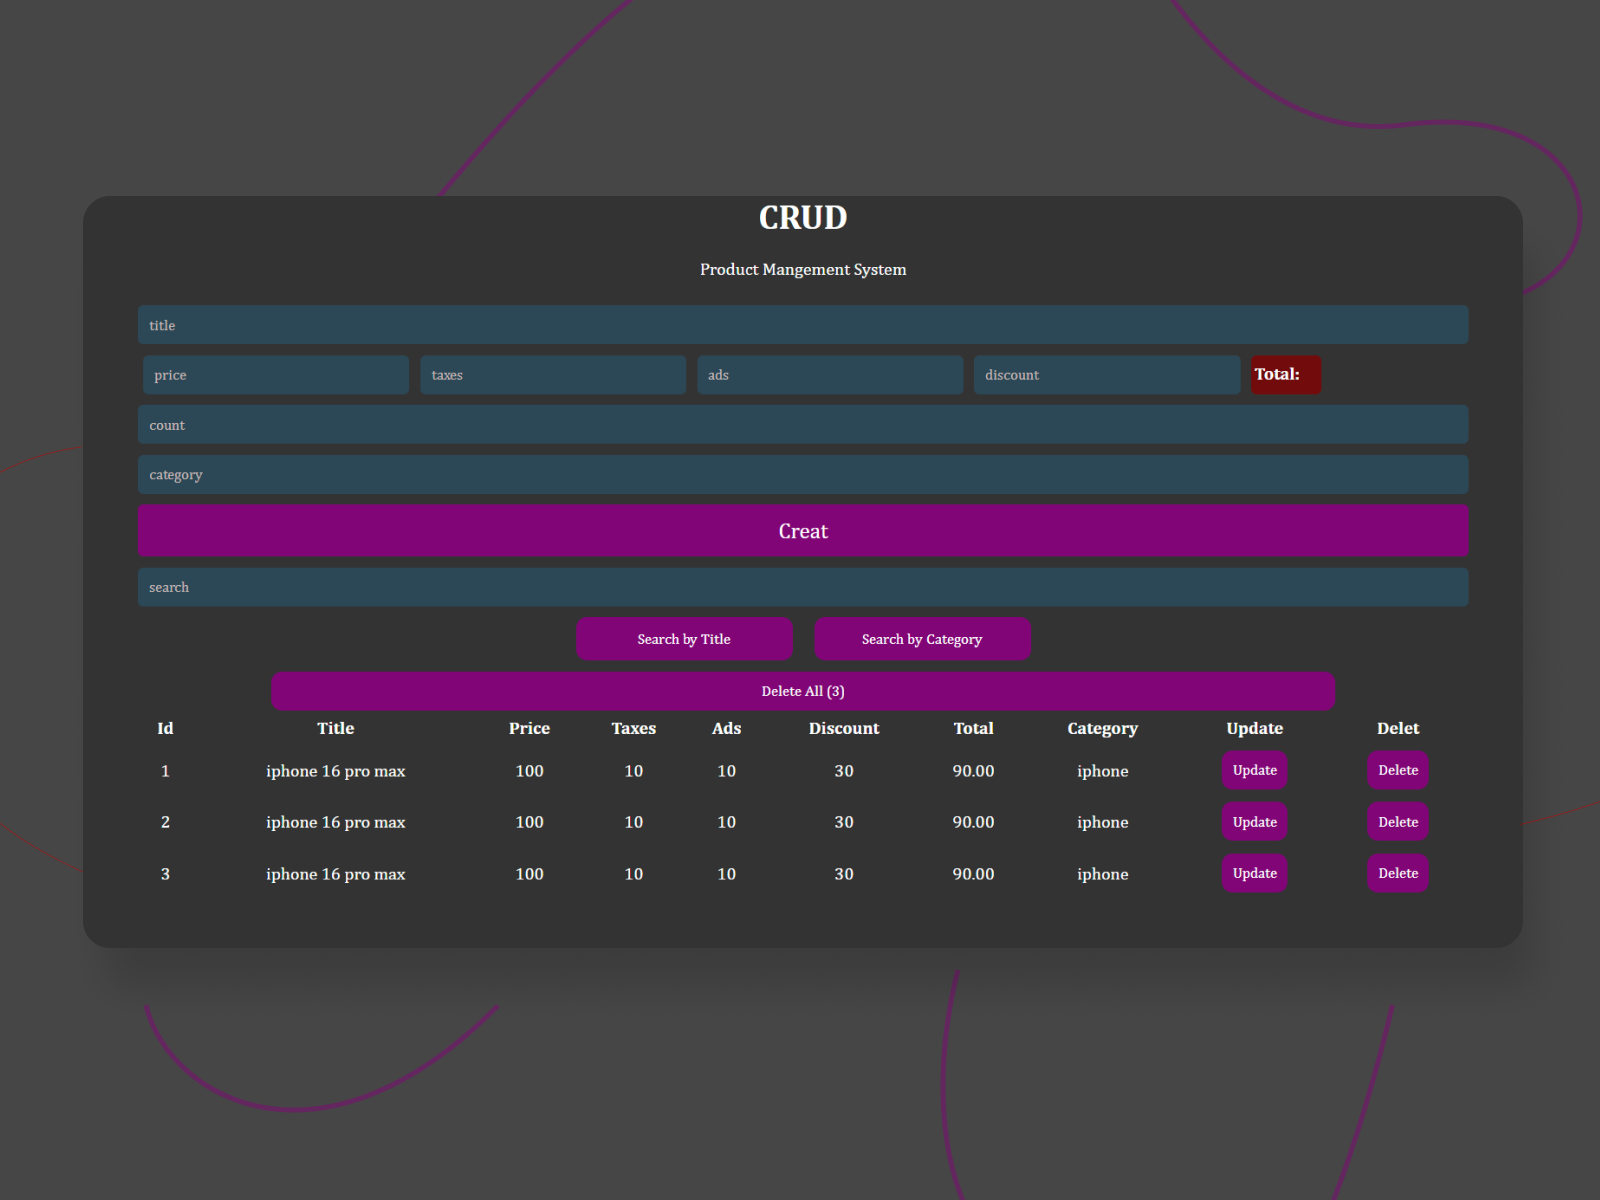 CRUD
Product Mangement System
title
price taxes ads discount Total:
count
category
Creat
search
Search by Title Search by Category
Delete All (3)
Id Title Price Taxes Ads Discount Total Category Update Delet
1 iphone 16 pro max 100 10 10 30 90.00 iphone Update Delete
2 iphone 16 pro max 100 10 10 30 90.00 iphone Update Delete
3 iphone 16 pro max 100 10 10 30 90.00 iphone Update Delete